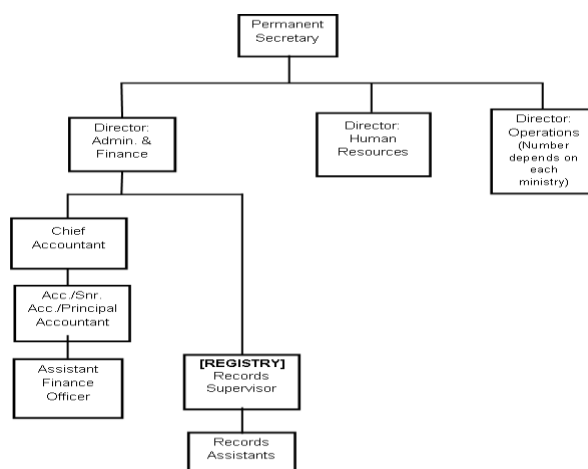 Permanent
Secretary
Director:
Admin. &
Finance
Director:
Human
Resources
Director:
Operations
(Number
depends on
each
ministry)
Chief
Accountant
Acc./Snr.
Acc./Principal
Accountant
Assistant
Finance
Officer
[REGISTRY]
Records
Supervisor
Records
Assistants